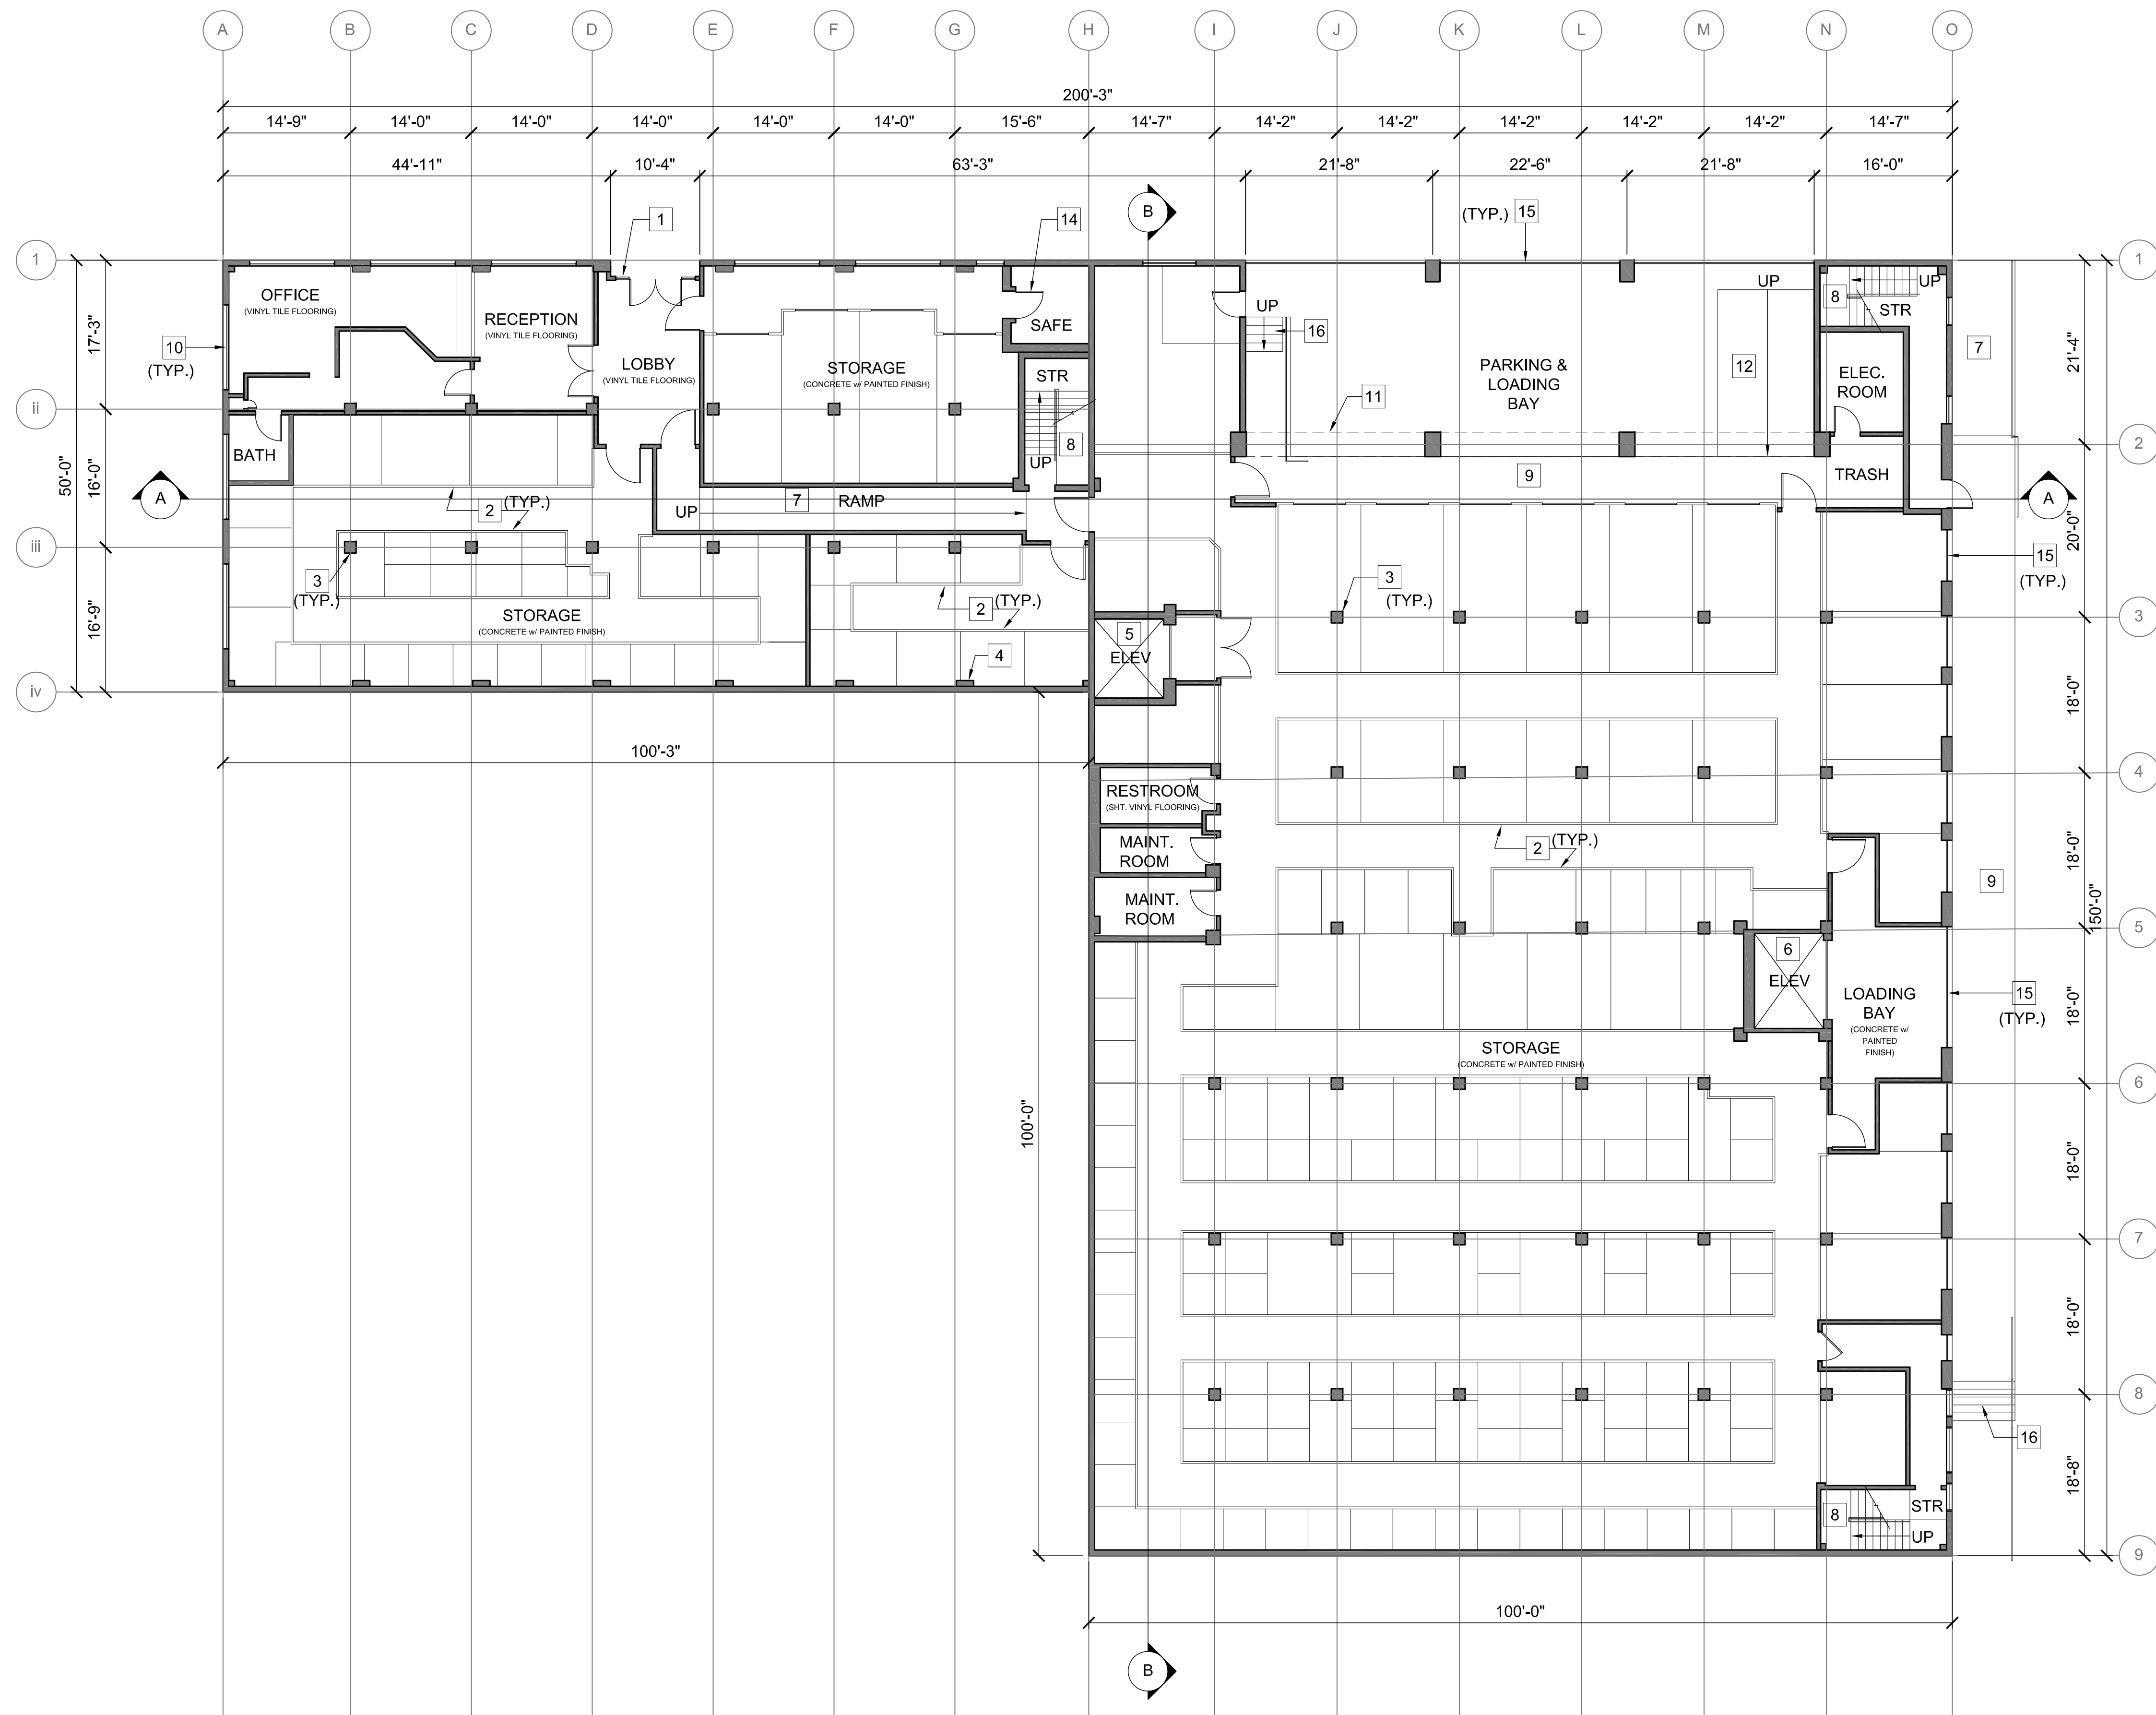 A B C D E F G H I J K L M N O
200'-3"
14'-9" 14'-0" 14'-0" 14'-0" 14'-0" 14'-0" 15'-6" 14'-7" 14'-2" 14'-2" 14'-2" 14'-2" 14'-2" 14'-7"
44'-11" 10'-4" 63'-3" 21'-8" 22'-6" 21'-8" 16'-0"
B
1
14
(TYP.) 15
1
1
OFFICE
(VINYL TILE FLOORING)
RECEPTION
(VINYL TILE FLOORING)
LOBBY
(VINYL TILE FLOORING)
STORAGE
(CONCRETE w/ PAINTED FINISH)
SAFE
STR
UP
8
UP
16
PARKING &
LOADING
BAY
11
UP
12
8
UP
STR
ELEC.
ROOM
7
10
(TYP.)
17'-3"
21'-4"
ii
2
BATH
TRASH
9
50'-0"
16'-0"
A
A
2 (TYP.)
7
RAMP
UP
20'-0"
iii
15
(TYP.)
3
(TYP.)
3
(TYP.)
2 (TYP.)
STORAGE
(CONCRETE w/ PAINTED FINISH)
16'-9"
4
5
ELEV
3
iv
18'-0"
100'-3"
4
RESTROOM
(SHT. VINYL FLOORING)
MAINT.
ROOM
MAINT.
ROOM
2 (TYP.)
18'-0"
9
150'-0"
5
6
ELEV
LOADING
BAY
(CONCRETE w/
PAINTED
FINISH)
15
(TYP.)
18'-0"
STORAGE
(CONCRETE w/ PAINTED FINISH)
6
100'-0"
18'-0"
7
18'-0"
8
16
18'-8"
8
STR
UP
9
100'-0"
B